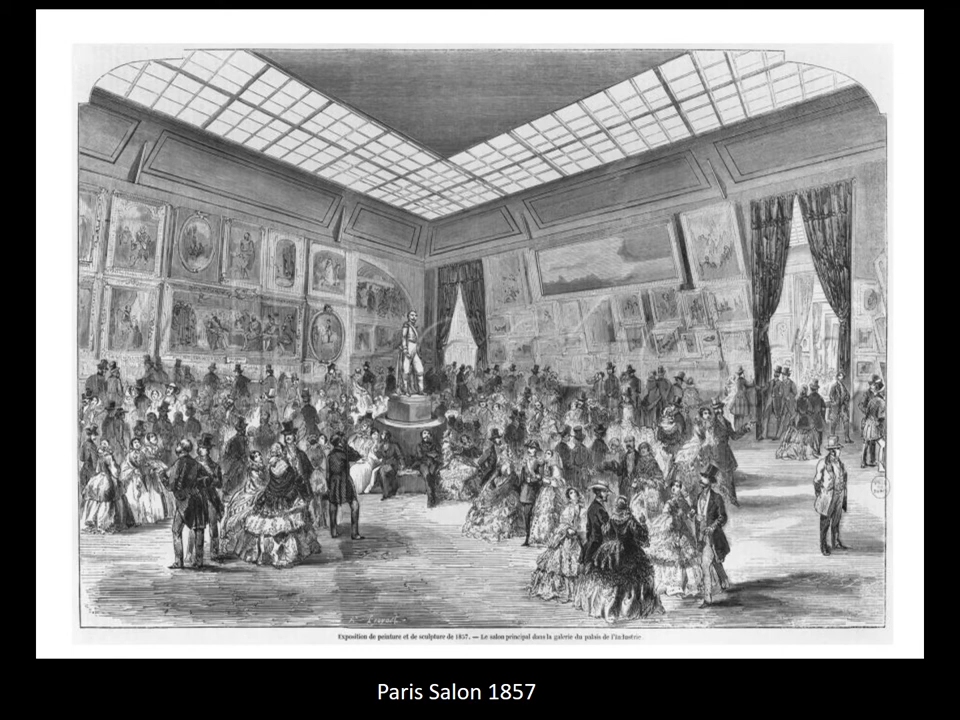 Exposition de peinture et de sculpture de 1857. — Le salon principal dans la galerie du palais de l'Industrie
Paris Salon 1857